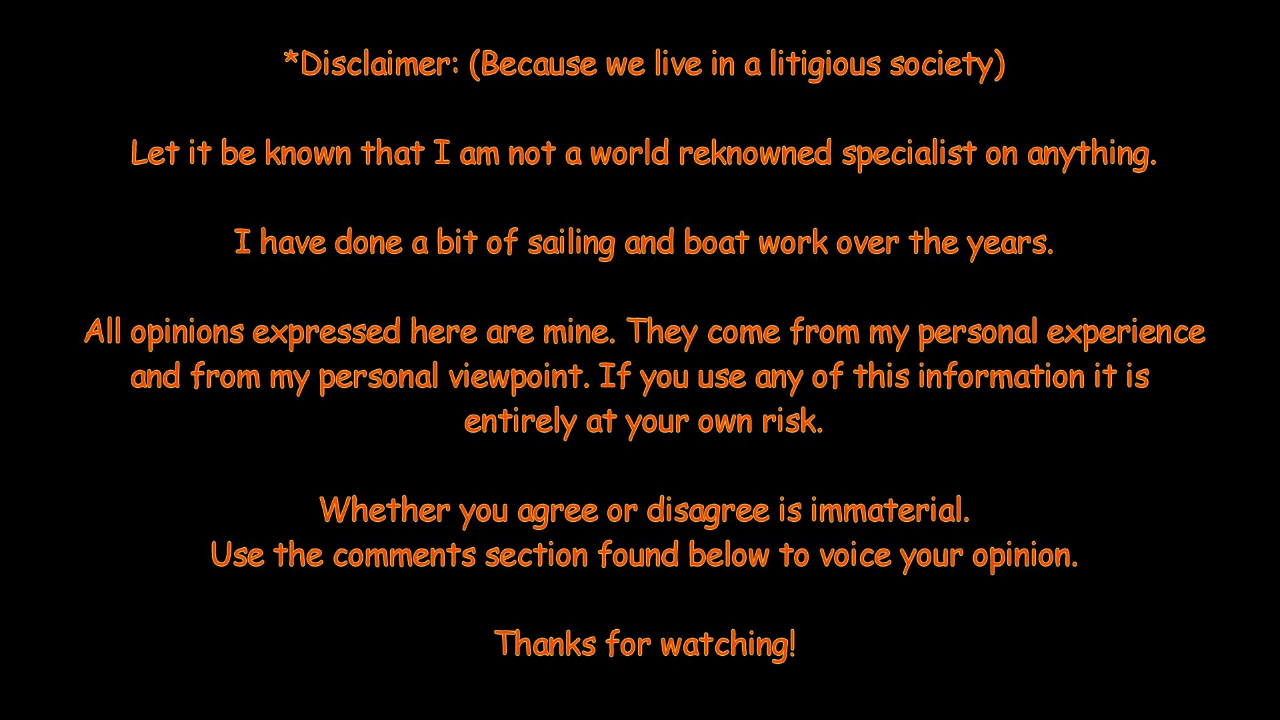 *Disclaimer: (Because we live in a litigious society)
Let it be known that I am not a world reknowned specialist on anything.
I have done a bit of sailing and boat work over the years.
All opinions expressed here are mine. They come from my personal experience
and from my personal viewpoint. If you use any of this information it is
entirely at your own risk.
Whether you agree or disagree is immaterial.
Use the comments section found below to voice your opinion.
Thanks for watching!